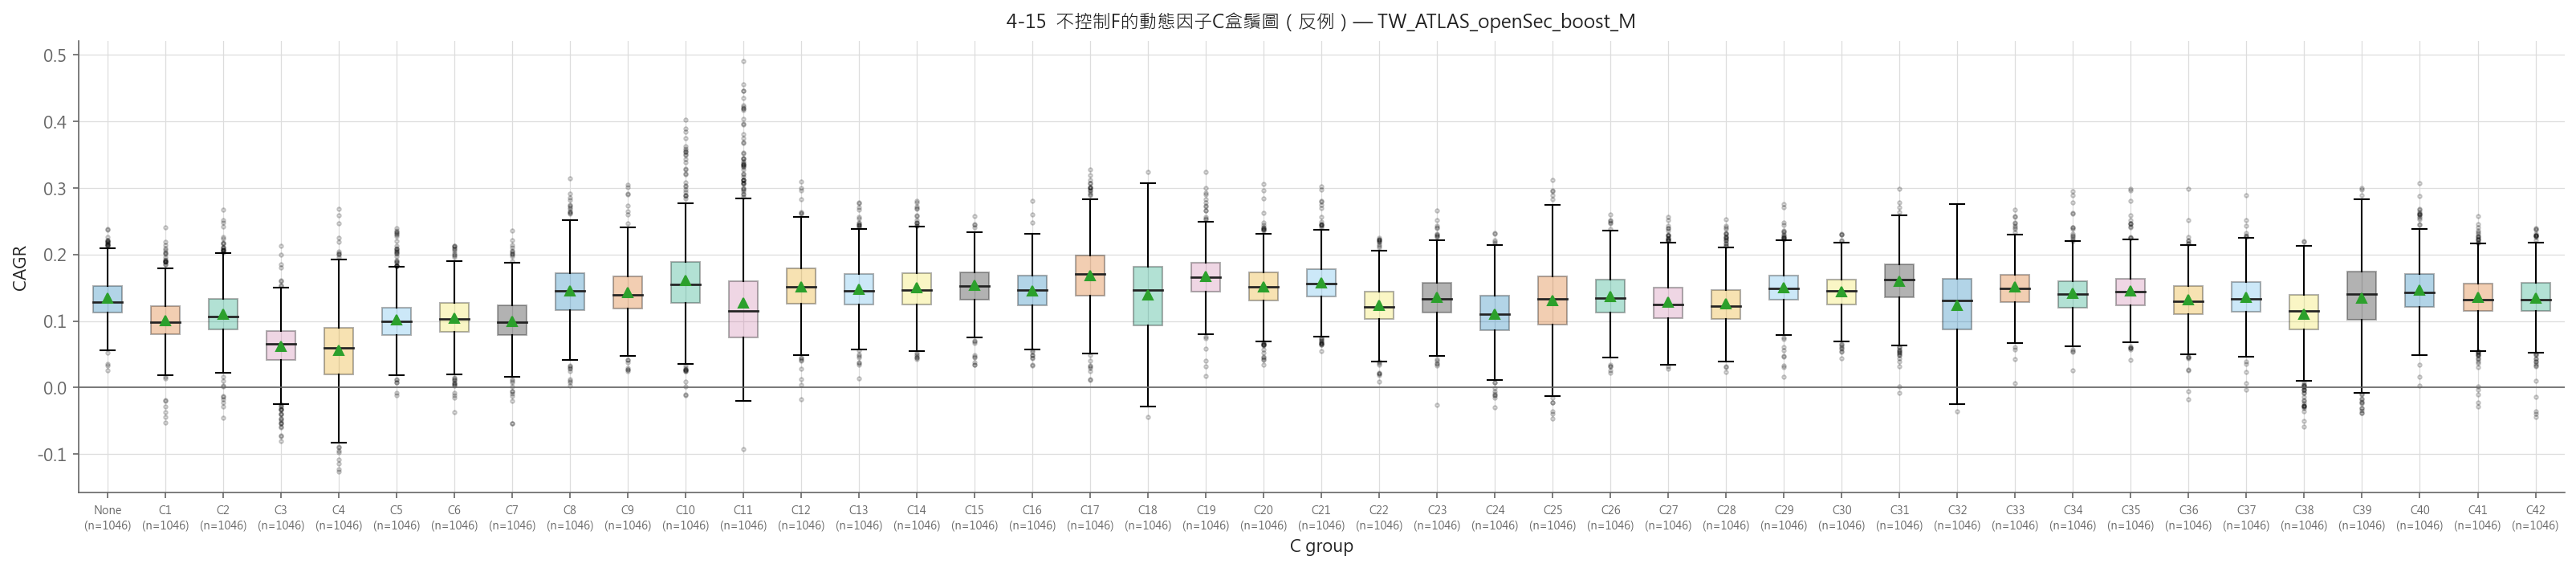 4-15 不控制F的動態因子C盒鬚圖（反例）— TW_ATLAS_openSec_boost_M
CAGR
0.5
0.4
0.3
0.2
0.1
0.0
-0.1
None C1 C2 C3 C4 C5 C6 C7 C8 C9 C10 C11 C12 C13 C14 C15 C16 C17 C18 C19 C20 C21 C22 C23 C24 C25 C26 C27 C28 C29 C30 C31 C32 C33 C34 C35 C36 C37 C38 C39 C40 C41 C42
(n=1046) (n=1046) (n=1046) (n=1046) (n=1046) (n=1046) (n=1046) (n=1046) (n=1046) (n=1046) (n=1046) (n=1046) (n=1046) (n=1046) (n=1046) (n=1046) (n=1046) (n=1046) (n=1046) (n=1046) (n=1046) (n=1046) (n=1046) (n=1046) (n=1046) (n=1046) (n=1046) (n=1046) (n=1046) (n=1046) (n=1046) (n=1046) (n=1046) (n=1046) (n=1046) (n=1046) (n=1046) (n=1046) (n=1046) (n=1046) (n=1046) (n=1046) (n=1046)
C group